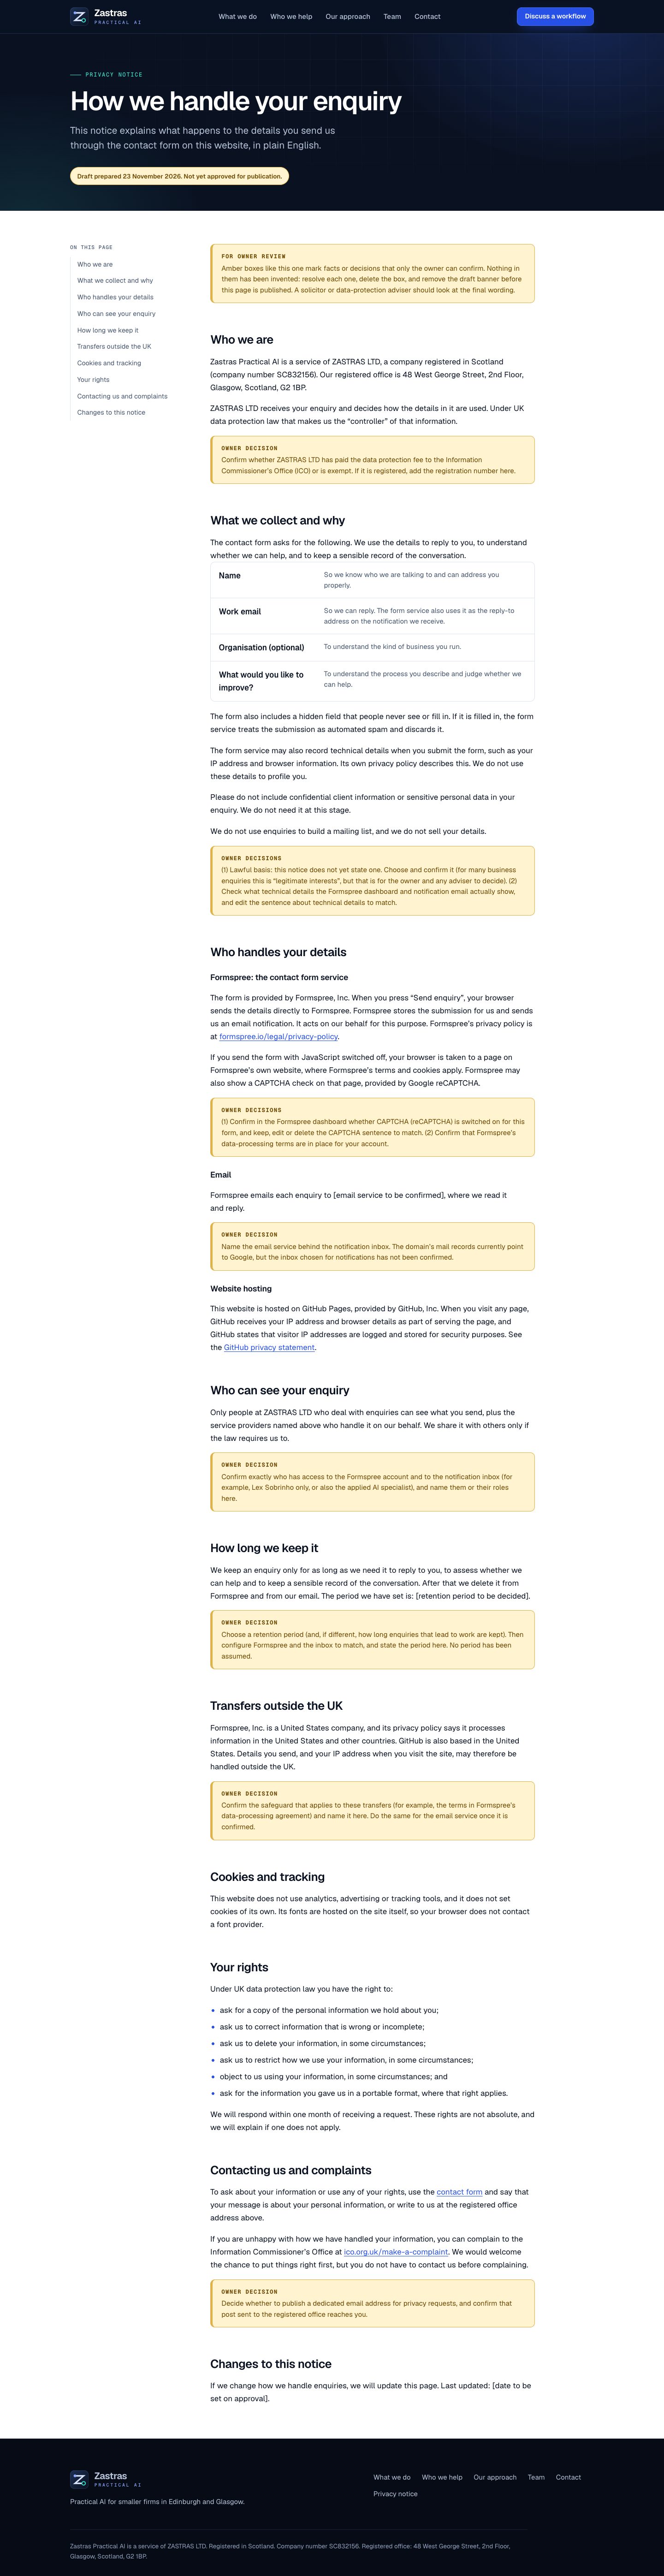 Zastras
PRACTICAL AI
What we do
Who we help
Our approach
Team
Contact
Discuss a workflow
PRIVACY NOTICE
How we handle your enquiry
This notice explains what happens to the details you send us
through the contact form on this website, in plain English.
Draft prepared 23 November 2026. Not yet approved for publication.
ON THIS PAGE
Who we are
What we collect and why
Who handles your details
Who can see your enquiry
How long we keep it
Transfers outside the UK
Cookies and tracking
Your rights
Contacting us and complaints
Changes to this notice
FOR OWNER REVIEW
Amber boxes like this one mark facts or decisions that only the owner can confirm. Nothing in
them has been invented: resolve each one, delete the box, and remove the draft banner before
this page is published. A solicitor or data-protection adviser should look at the final wording.
Who we are
Zastras Practical AI is a service of ZASTRAS LTD, a company registered in Scotland
(company number SC832156). Our registered office is 48 West George Street, 2nd Floor,
Glasgow, Scotland, G2 1BP.
ZASTRAS LTD receives your enquiry and decides how the details in it are used. Under UK
data protection law that makes us the “controller” of that information.
OWNER DECISION
Confirm whether ZASTRAS LTD has paid the data protection fee to the Information
Commissioner's Office (ICO) or is exempt. If it is registered, add the registration number here.
What we collect and why
The contact form asks for the following. We use the details to reply to you, to understand
whether we can help, and to keep a sensible record of the conversation.
Name
So we know who we are talking to and can address you
properly.
Work email
So we can reply. The form service also uses it as the reply-to
address on the notification we receive.
Organisation (optional)
To understand the kind of business you run.
What would you like to
improve?
To understand the process you describe and judge whether we
can help.
The form also includes a hidden field that people never see or fill in. If it is filled in, the form
service treats the submission as automated spam and discards it.
The form service may also record technical details when you submit the form, such as your
IP address and browser information. Its own privacy policy describes this. We do not use
these details to profile you.
Please do not include confidential client information or sensitive personal data in your
enquiry. We do not need it at this stage.
We do not use enquiries to build a mailing list, and we do not sell your details.
OWNER DECISIONS
(1) Lawful basis: this notice does not yet state one. Choose and confirm it (for many business
enquiries this is “legitimate interests”, but that is for the owner and any adviser to decide). (2)
Check what technical details the Formspree dashboard and notification email actually show,
and edit the sentence about technical details to match.
Who handles your details
Formspree: the contact form service
The form is provided by Formspree, Inc. When you press “Send enquiry”, your browser
sends the details directly to Formspree. Formspree stores the submission for us and sends
us an email notification. It acts on our behalf for this purpose. Formspree's privacy policy is
at formspree.io/legal/privacy-policy.
If you send the form with JavaScript switched off, your browser is taken to a page on
Formspree's own website, where Formspree's terms and cookies apply. Formspree may
also show a CAPTCHA check on that page, provided by Google reCAPTCHA.
OWNER DECISIONS
(1) Confirm in the Formspree dashboard whether CAPTCHA (reCAPTCHA) is switched on for this
form, and keep, edit or delete the CAPTCHA sentence to match. (2) Confirm that Formspree's
data-processing terms are in place for your account.
Email
Formspree emails each enquiry to [email service to be confirmed], where we read it
and reply.
OWNER DECISION
Name the email service behind the notification inbox. The domain's mail records currently point
to Google, but the inbox chosen for notifications has not been confirmed.
Website hosting
This website is hosted on GitHub Pages, provided by GitHub, Inc. When you visit any page,
GitHub receives your IP address and browser details as part of serving the page, and
GitHub states that visitor IP addresses are logged and stored for security purposes. See
the GitHub privacy statement.
Who can see your enquiry
Only people at ZASTRAS LTD who deal with enquiries can see what you send, plus the
service providers named above who handle it on our behalf. We share it with others only if
the law requires us to.
OWNER DECISION
Confirm exactly who has access to the Formspree account and to the notification inbox (for
example, Lex Sobrinho only, or also the applied AI specialist), and name them or their roles
here.
How long we keep it
We keep an enquiry only for as long as we need it to reply to you, to assess whether we
can help and to keep a sensible record of the conversation. After that we delete it from
Formspree and from our email. The period we have set is: [retention period to be decided].
OWNER DECISION
Choose a retention period (and, if different, how long enquiries that lead to work are kept). Then
configure Formspree and the inbox to match, and state the period here. No period has been
assumed.
Transfers outside the UK
Formspree, Inc. is a United States company, and its privacy policy says it processes
information in the United States and other countries. GitHub is also based in the United
States. Details you send, and your IP address when you visit the site, may therefore be
handled outside the UK.
OWNER DECISION
Confirm the safeguard that applies to these transfers (for example, the terms in Formspree's
data-processing agreement) and name it here. Do the same for the email service once it is
confirmed.
Cookies and tracking
This website does not use analytics, advertising or tracking tools, and it does not set
cookies of its own. Its fonts are hosted on the site itself, so your browser does not contact
a font provider.
Your rights
Under UK data protection law you have the right to:
• ask for a copy of the personal information we hold about you;
• ask us to correct information that is wrong or incomplete;
• ask us to delete your information, in some circumstances;
• ask us to restrict how we use your information, in some circumstances;
• object to us using your information, in some circumstances; and
• ask for the information you gave us in a portable format, where that right applies.
We will respond within one month of receiving a request. These rights are not absolute, and
we will explain if one does not apply.
Contacting us and complaints
To ask about your information or use any of your rights, use the contact form and say that
your message is about your personal information, or write to us at the registered office
address above.
If you are unhappy with how we have handled your information, you can complain to the
Information Commissioner's Office at ico.org.uk/make-a-complaint. We would welcome
the chance to put things right first, but you do not have to contact us before complaining.
OWNER DECISION
Decide whether to publish a dedicated email address for privacy requests, and confirm that
post sent to the registered office reaches you.
Changes to this notice
If we change how we handle enquiries, we will update this page. Last updated: [date to be
set on approval].
Zastras
PRACTICAL AI
Practical AI for smaller firms in Edinburgh and Glasgow.
What we do
Who we help
Our approach
Team
Contact
Privacy notice
Zastras Practical AI is a service of ZASTRAS LTD. Registered in Scotland. Company number SC832156. Registered office: 48 West George Street, 2nd Floor,
Glasgow, Scotland, G2 1BP.